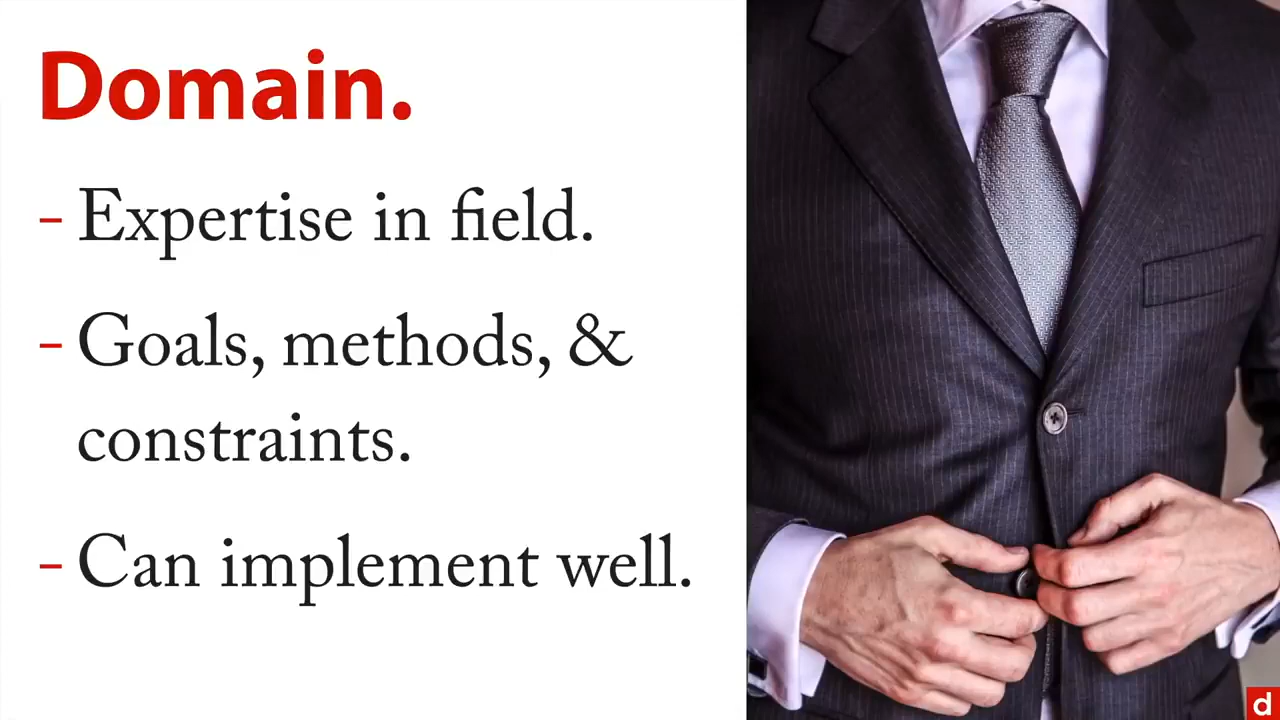 Domain.
- Expertise in field.
- Goals, methods, &
constraints.
- Can implement well.
d